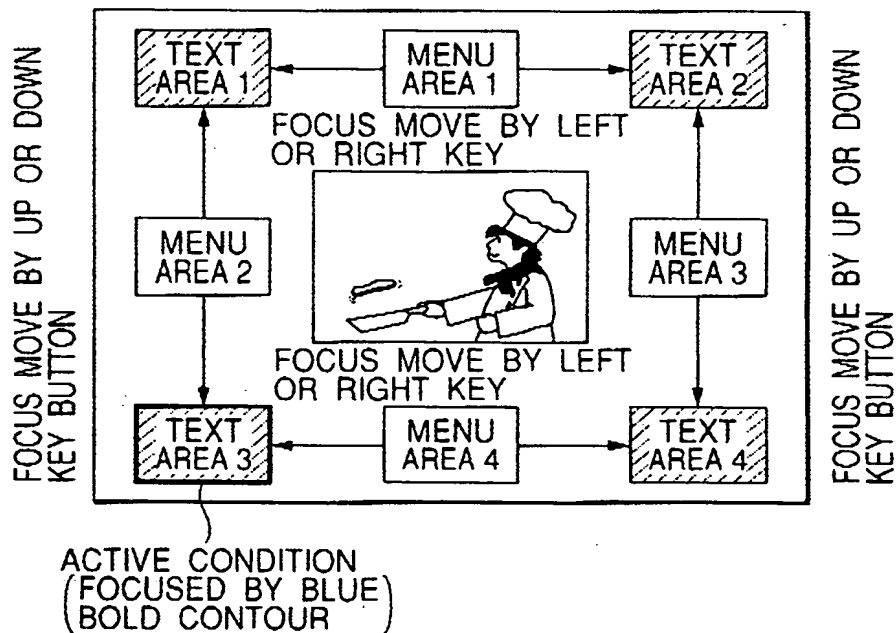 TEXT
AREA 1
MENU
AREA 1
TEXT
AREA 2
FOCUS MOVE BY LEFT
OR RIGHT KEY
FOCUS MOVE BY UP OR DOWN
KEY BUTTON
MENU
AREA 2
MENU
AREA 3
FOCUS MOVE BY UP OR DOWN
KEY BUTTON
FOCUS MOVE BY LEFT
OR RIGHT KEY
TEXT
AREA 3
MENU
AREA 4
TEXT
AREA 4
ACTIVE CONDITION
(FOCUSED BY BLUE
BOLD CONTOUR)